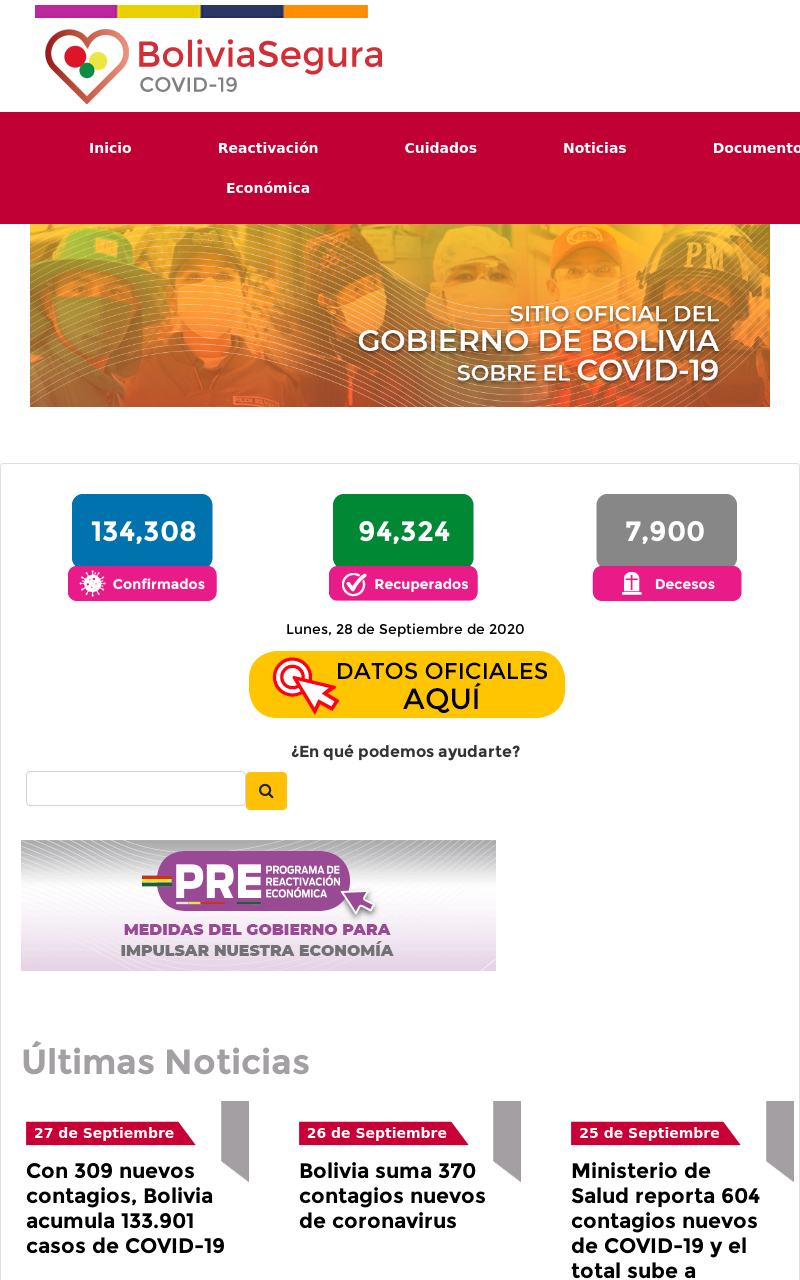 BoliviaSegura
COVID-19
Inicio
Reactivación
Económica
Cuidados
Noticias
Documento
PM
SITIO OFICIAL DEL
GOBIERNO DE BOLIVIA
SOBRE EL COVID-19
134,308
Confirmados
94,324
Recuperados
7,900
Decesos
Lunes, 28 de Septiembre de 2020
DATOS OFICIALES
AQUÍ
¿En qué podemos ayudarte?
PRE
PROGRAMA DE
REACTIVACIÓN
ECONÓMICA
MEDIDAS DEL GOBIERNO PARA
IMPULSAR NUESTRA ECONOMÍA
Últimas Noticias
27 de Septiembre
Con 309 nuevos
contagios, Bolivia
acumula 133.901
casos de COVID-19
26 de Septiembre
Bolivia suma 370
contagios nuevos
de coronavirus
25 de Septiembre
Ministerio de
Salud reporta 604
contagios nuevos
de COVID-19 y el
total sube a